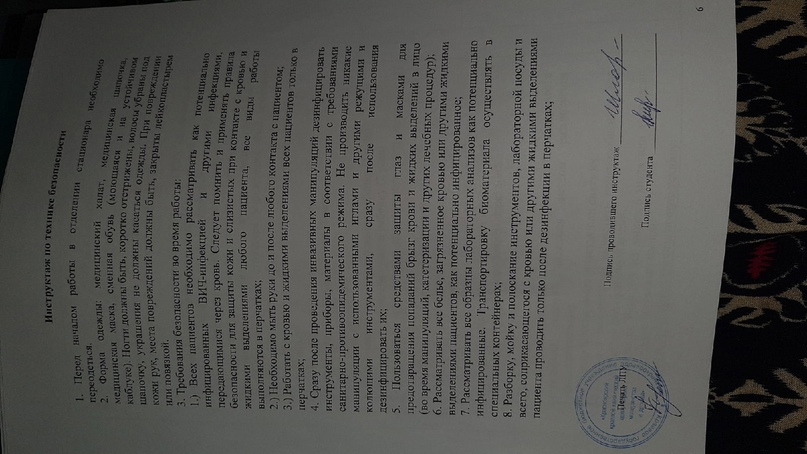 Инструктаж по технике безопасности
1. Перед началом работы в отделении стационара необходимо
переодеться.
2. Форма одежды: медицинский халат, медицинская шапочка,
медицинская маска, сменная обувь (моющаяся и на устойчивом
каблуке). Ногти должны быть, коротко отстрижены, волосы убраны под
шапочку, украшения не должны касаться одежды. При повреждении
кожи рук, места повреждений должны быть, закрыты лейкопластырем
или повязкой.
3. Требования безопасности во время работы:
1.) Всех пациентов необходимо рассматривать как потенциально
инфицированных ВИЧ-инфекцией и другими инфекциями,
передающимися через кровь. Следует помнить и применять правила
безопасности для защиты кожи и слизистых при контакте с кровью и
жидкими выделениями любого пациента, все виды работы
выполняются в перчатках;
2.) Необходимо мыть руки до и после любого контакта с пациентом;
3.) Работать с кровью и жидкими выделениями всех пациентов только в
перчатках;
4. Сразу после проведения инвазивных манипуляций дезинфицировать
инструменты, приборы, материалы в соответствии с требованиями
санитарно-противоэпидемического режима. Не производить никакие
манипуляции с использованными иглами и другими режущими и
колющими инструментами, сразу после использования
дезинфицировать их;
5. Пользоваться средствами защиты глаз и масками для
предотвращения попаданий брызг крови и жидких выделений в лицо
(во время манипуляций, катетеризации и других лечебных процедур);
6. Рассматривать все белье, загрязненное кровью или другими жидкими
выделениями пациентов, как потенциально инфицированное;
7. Рассматривать все образцы лабораторных анализов как потенциально
инфицированные. Транспортировку биоматериала осуществлять в
специальных контейнерах;
8. Разборку, мойку и полоскание инструментов, лабораторной посуды и
всего, соприкасающегося с кровью или другими жидкими выделениями
пациента проводить только после дезинфекции в перчатках;
Подпись проводившего инструктаж
Подпись студента
Печать ЛПУ
6